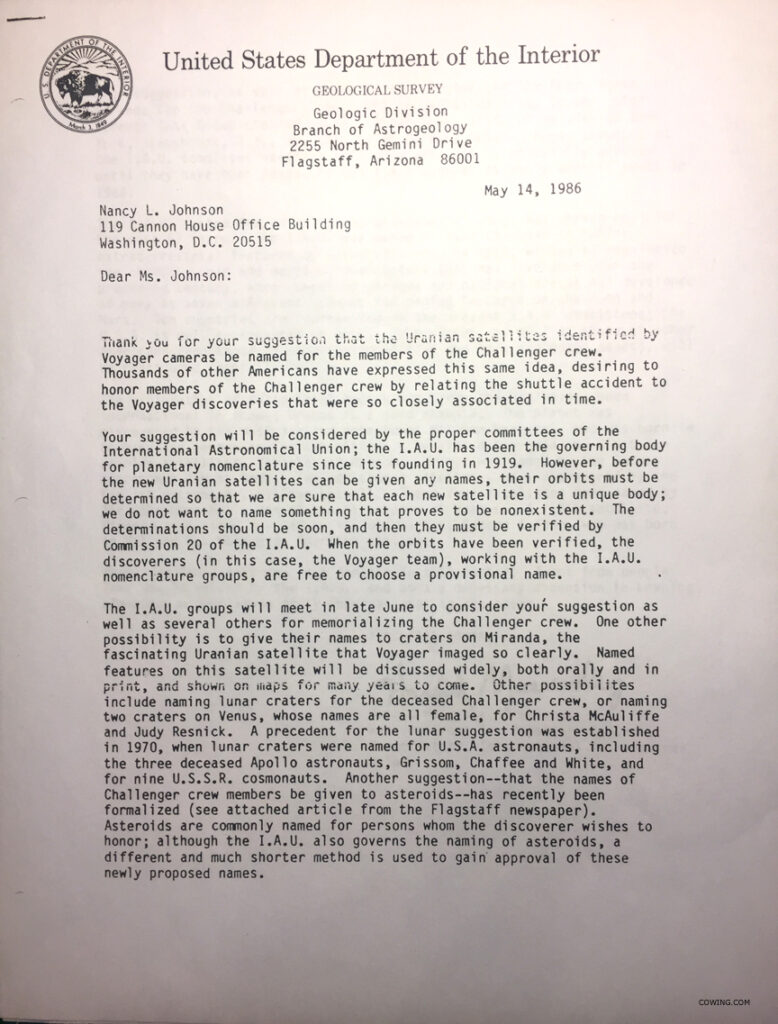 U.S. DEPARTMENT OF THE INTERIOR
March 3, 1849
United States Department of the Interior
GEOLOGICAL SURVEY
Geologic Division
Branch of Astrogeology
2255 North Gemini Drive
Flagstaff, Arizona 86001
May 14, 1986
Nancy L. Johnson
119 Cannon House Office Building
Washington, D.C. 20515
Dear Ms. Johnson:
Thank you for your suggestion that the Uranian satellites identified by
Voyager cameras be named for the members of the Challenger crew.
Thousands of other Americans have expressed this same idea, desiring to
honor members of the Challenger crew by relating the shuttle accident to
the Voyager discoveries that were so closely associated in time.
Your suggestion will be considered by the proper committees of the
International Astronomical Union; the I.A.U. has been the governing body
for planetary nomenclature since its founding in 1919. However, before
the new Uranian satellites can be given any names, their orbits must be
determined so that we are sure that each new satellite is a unique body;
we do not want to name something that proves to be nonexistent. The
determinations should be soon, and then they must be verified by
Commission 20 of the I.A.U. When the orbits have been verified, the
discoverers (in this case, the Voyager team), working with the I.A.U.
nomenclature groups, are free to choose a provisional name.
The I.A.U. groups will meet in late June to consider your suggestion as
well as several others for memorializing the Challenger crew. One other
possibility is to give their names to craters on Miranda, the
fascinating Uranian satellite that Voyager imaged so clearly. Named
features on this satellite will be discussed widely, both orally and in
print, and shown on maps for many years to come. Other possibilites
include naming lunar craters for the deceased Challenger crew, or naming
two craters on Venus, whose names are all female, for Christa McAuliffe
and Judy Resnick. A precedent for the lunar suggestion was established
in 1970, when lunar craters were named for U.S.A. astronauts, including
the three deceased Apollo astronauts, Grissom, Chaffee and White, and
for nine U.S.S.R. cosmonauts. Another suggestion--that the names of
Challenger crew members be given to asteroids--has recently been
formalized (see attached article from the Flagstaff newspaper).
Asteroids are commonly named for persons whom the discoverer wishes to
honor; although the I.A.U. also governs the naming of asteroids, a
different and much shorter method is used to gain approval of these
newly proposed names.
COWING.COM